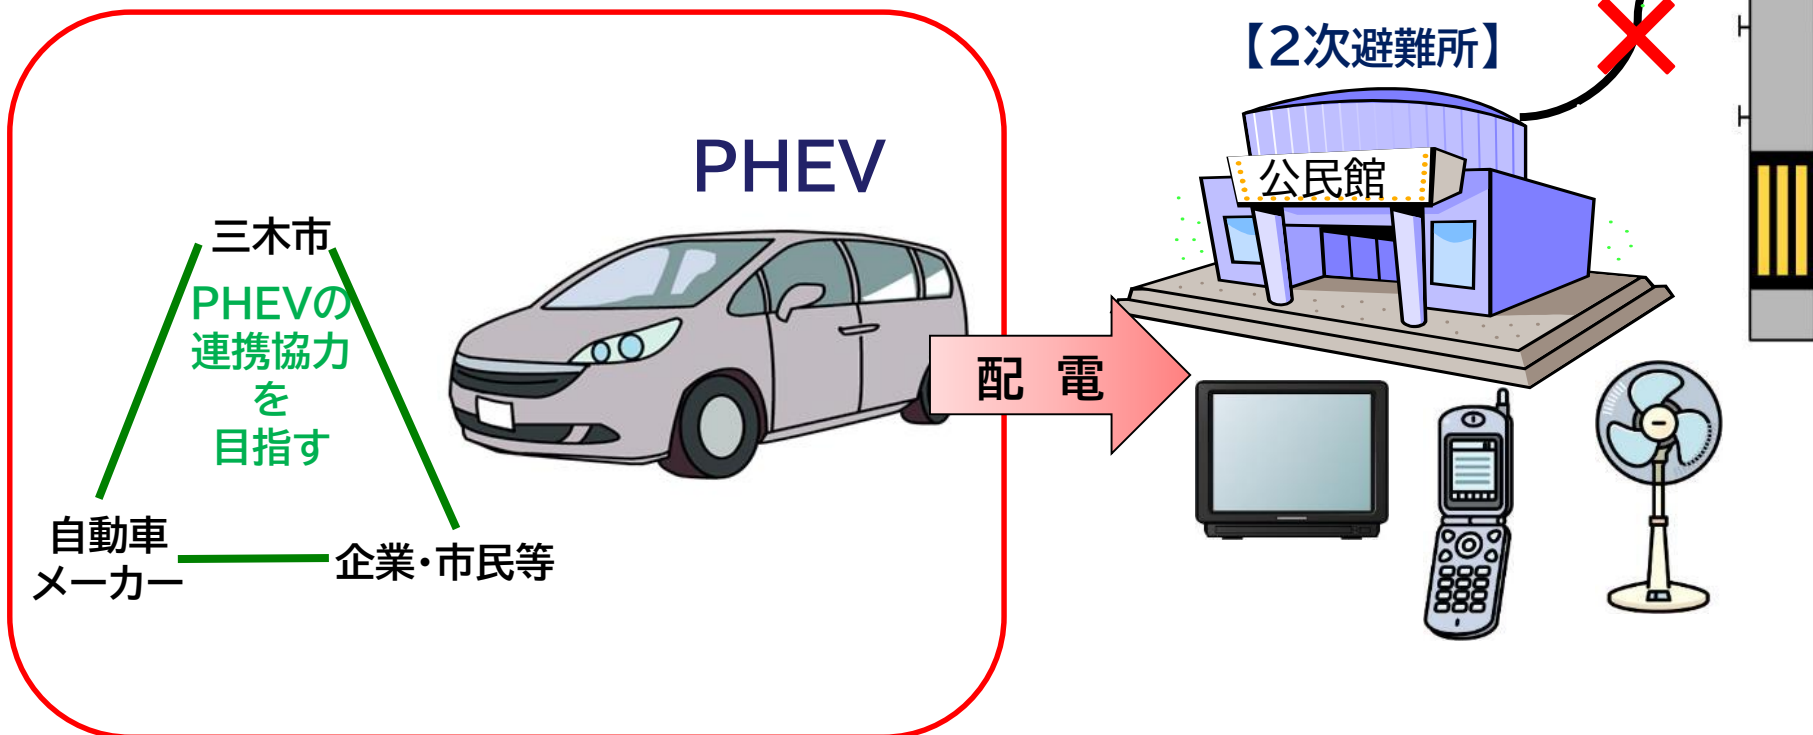 【2次避難所】
公民館
PHEV
三木市
PHEVの
連携協力
を
目指す
自動車
メーカー
企業・市民等
配 電